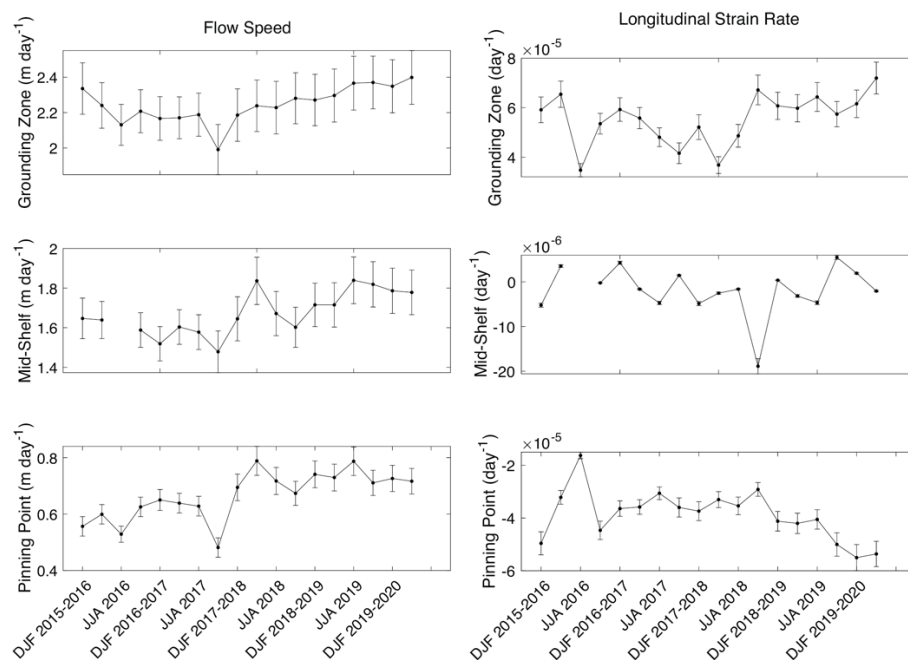 Flow Speed
Longitudinal Strain Rate
Grounding Zone (m day⁻¹)
2.4
2.2
2
Grounding Zone (day⁻¹)
×10⁻⁵
8
6
4
Mid-Shelf (m day⁻¹)
2
1.8
1.6
1.4
Mid-Shelf (day⁻¹)
×10⁻⁶
0
-10
-20
Pinning Point (m day⁻¹)
0.8
0.6
0.4
Pinning Point (day⁻¹)
×10⁻⁵
-2
-4
-6
DJF 2015-2016
JJA 2016
DJF 2016-2017
JJA 2017
DJF 2017-2018
JJA 2018
DJF 2018-2019
JJA 2019
DJF 2019-2020
DJF 2015-2016
JJA 2016
DJF 2016-2017
JJA 2017
DJF 2017-2018
JJA 2018
DJF 2018-2019
JJA 2019
DJF 2019-2020